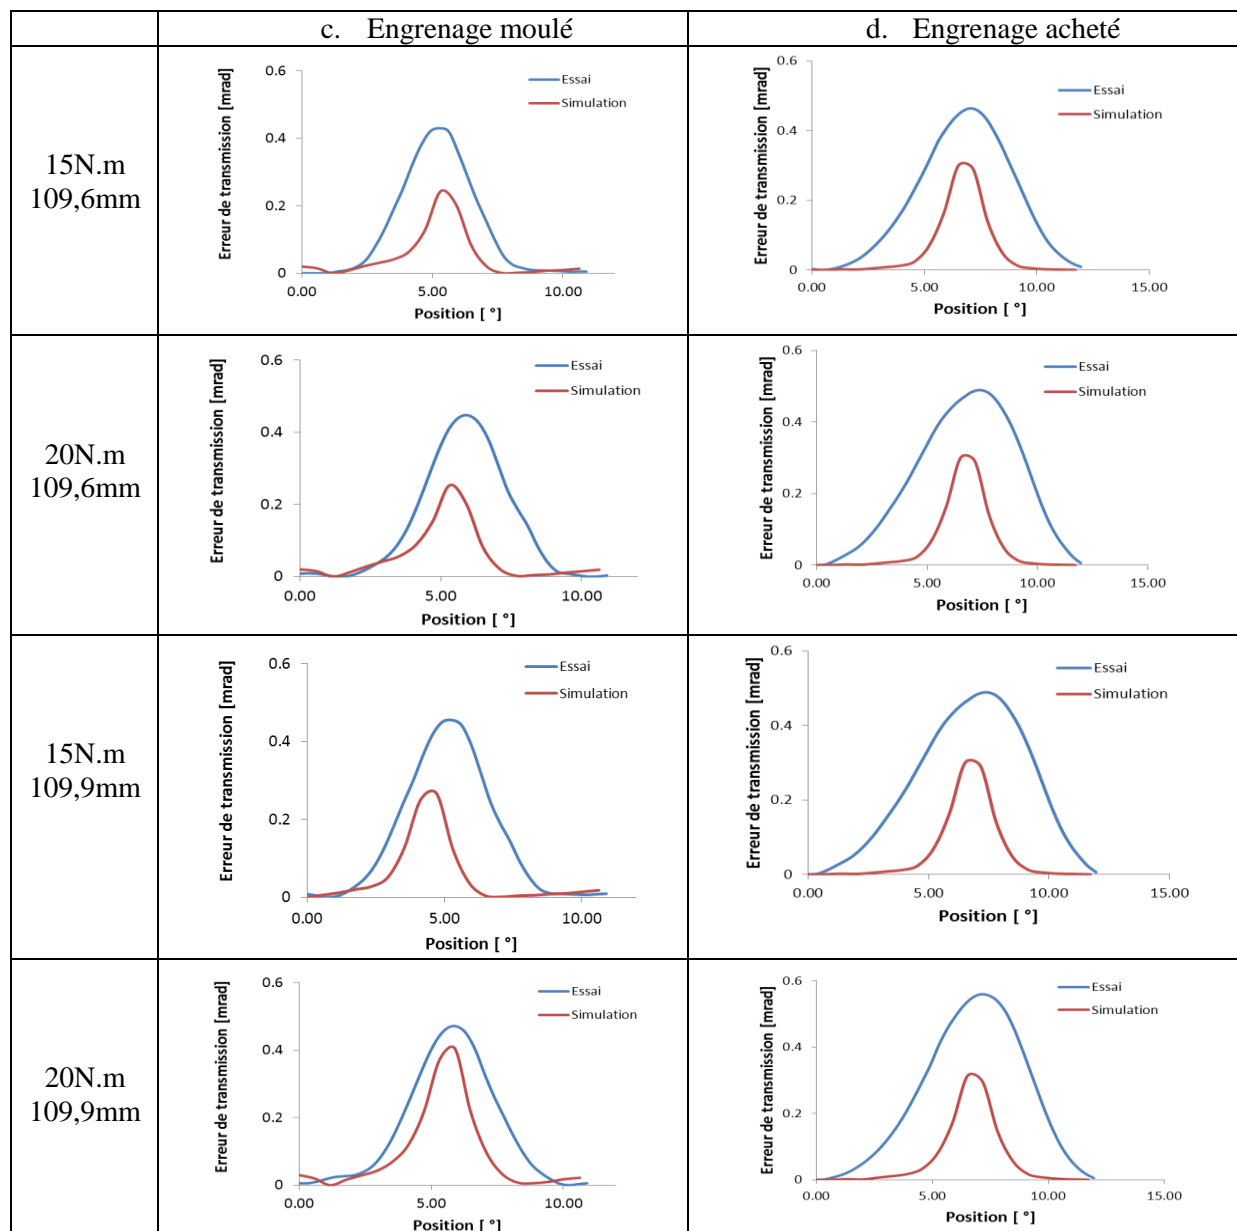 c. Engrenage moulé
d. Engrenage acheté
15N.m
109,6mm
Erreur de transmission [mrad]
0.6
0.4
0.2
0
0.00
5.00
10.00
Position [ °]
Essai
Simulation
Erreur de transmission [mrad]
0.6
0.4
0.2
0
0.00
5.00
10.00
15.00
Position [ °]
Essai
Simulation
20N.m
109,6mm
Erreur de transmission [mrad]
0.6
0.4
0.2
0
0.00
5.00
10.00
Position [ °]
Essai
Simulation
Erreur de transmission [mrad]
0.6
0.4
0.2
0
0.00
5.00
10.00
15.00
Position [ °]
Essai
Simulation
15N.m
109,9mm
Erreur de transmission [mrad]
0.6
0.4
0.2
0
0.00
5.00
10.00
Position [ °]
Essai
Simulation
Erreur de transmission [mrad]
0.6
0.4
0.2
0
0.00
5.00
10.00
15.00
Position [ °]
Essai
Simulation
20N.m
109,9mm
Erreur de transmission [mrad]
0.6
0.4
0.2
0
0.00
5.00
10.00
Position [ °]
Essai
Simulation
Erreur de transmission [mrad]
0.6
0.4
0.2
0
0.00
5.00
10.00
15.00
Position [ °]
Essai
Simulation